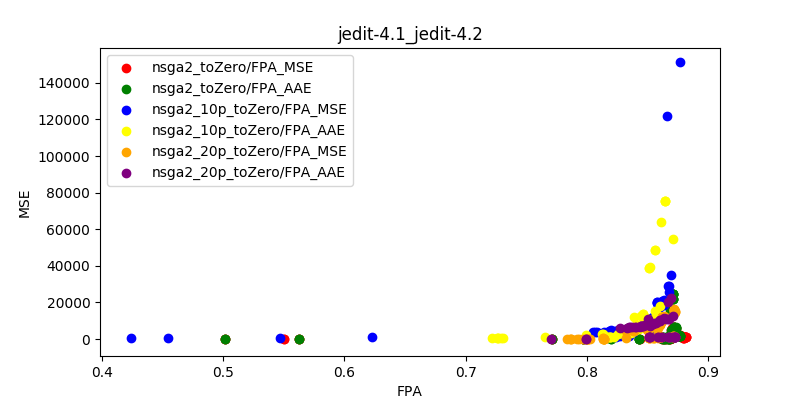 jedit-4.1_jedit-4.2
nsga2_toZero/FPA_MSE
nsga2_toZero/FPA_AAE
nsga2_10p_toZero/FPA_MSE
nsga2_10p_toZero/FPA_AAE
nsga2_20p_toZero/FPA_MSE
nsga2_20p_toZero/FPA_AAE
MSE
140000
120000
100000
80000
60000
40000
20000
0
0.4 0.5 0.6 0.7 0.8 0.9
FPA